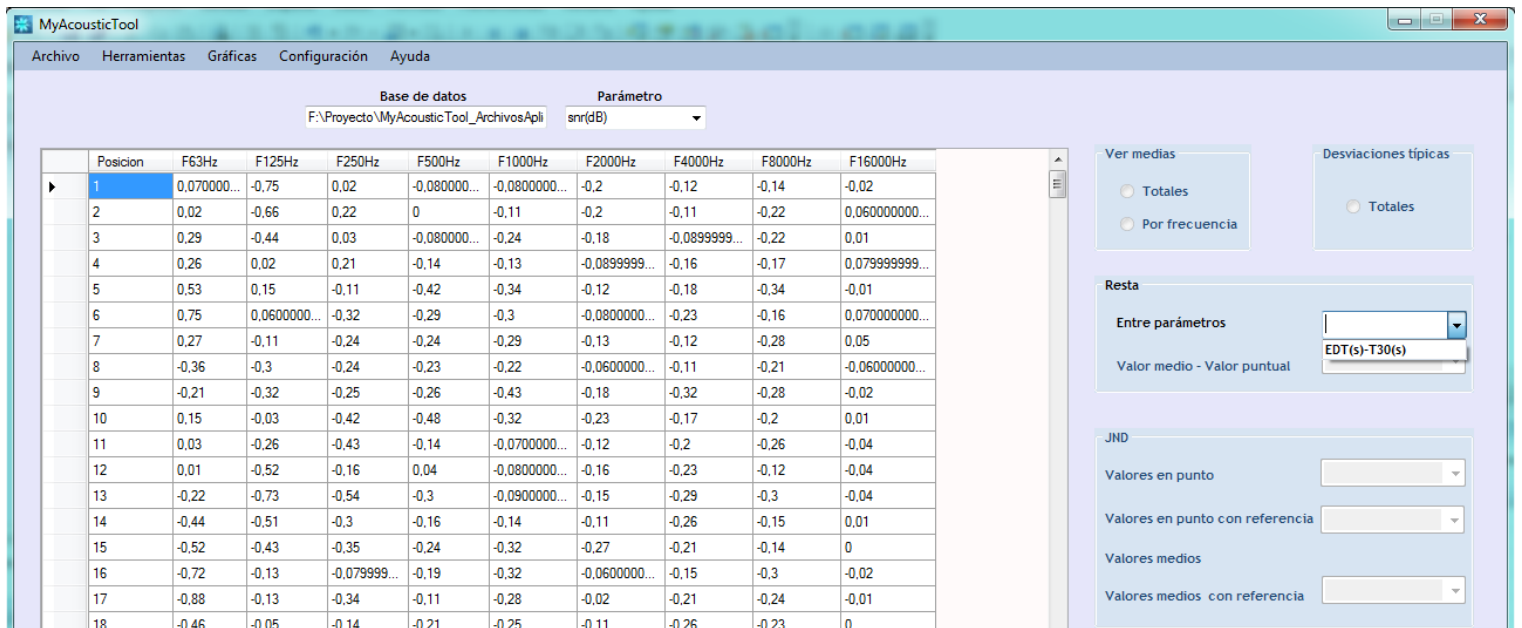 MyAcousticTool
Archivo Herramientas Gráficas Configuración Ayuda
Base de datos Parámetro
F:\Proyecto\MyAcousticTool_ArchivosApli snr(dB)
Posicion F63Hz F125Hz F250Hz F500Hz F1000Hz F2000Hz F4000Hz F8000Hz F16000Hz
1 0,070000... -0,75 0,02 -0,080000... -0,0800000... -0,2 -0,12 -0,14 -0,02
2 0,02 -0,66 0,22 0 -0,11 -0,2 -0,11 -0,22 0,060000000...
3 0,29 -0,44 0,03 -0,080000... -0,24 -0,18 -0,0899999... -0,22 0,01
4 0,26 0,02 0,21 -0,14 -0,13 -0,0899999... -0,16 -0,17 0,079999999...
5 0,53 0,15 -0,11 -0,42 -0,34 -0,12 -0,18 -0,34 -0,01
6 0,75 0,0600000... -0,32 -0,29 -0,3 -0,0800000... -0,23 -0,16 0,070000000...
7 0,27 -0,11 -0,24 -0,24 -0,29 -0,13 -0,12 -0,28 0,05
8 -0,36 -0,3 -0,24 -0,23 -0,22 -0,0600000... -0,11 -0,21 -0,06000000...
9 -0,21 -0,32 -0,25 -0,26 -0,43 -0,18 -0,32 -0,28 -0,02
10 0,15 -0,03 -0,42 -0,48 -0,32 -0,23 -0,17 -0,2 0,01
11 0,03 -0,26 -0,43 -0,14 -0,0700000... -0,12 -0,2 -0,26 -0,04
12 0,01 -0,52 -0,16 0,04 -0,0800000... -0,16 -0,23 -0,12 -0,04
13 -0,22 -0,73 -0,54 -0,3 -0,0900000... -0,15 -0,29 -0,3 -0,04
14 -0,44 -0,51 -0,3 -0,16 -0,14 -0,11 -0,26 -0,15 0,01
15 -0,52 -0,43 -0,35 -0,24 -0,32 -0,27 -0,21 -0,14 0
16 -0,72 -0,13 -0,079999... -0,19 -0,32 -0,0600000... -0,15 -0,3 -0,02
17 -0,88 -0,13 -0,34 -0,11 -0,28 -0,02 -0,21 -0,24 -0,01
18 -0,46 -0,05 -0,14 -0,21 -0,25 -0,11 -0,26 -0,23 0
Ver medias
Totales
Por frecuencia
Desviaciones típicas
Totales
Resta
Entre parámetros
EDT(s)-T30(s)
Valor medio - Valor puntual
JND
Valores en punto
Valores en punto con referencia
Valores medios
Valores medios con referencia